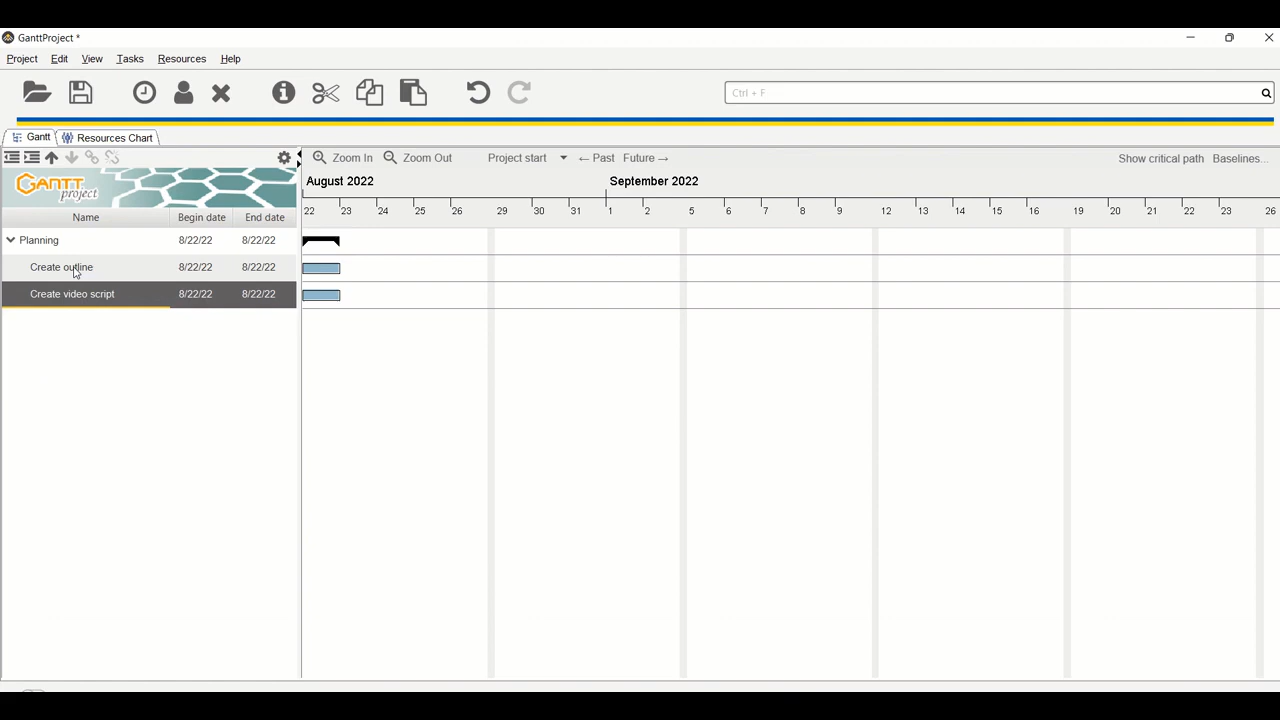 GanttProject *
Project Edit View Tasks Resources Help
Ctrl + F
Gantt Resources Chart
Zoom In Zoom Out Project start ← Past Future → Show critical path Baselines...
GANTT project
August 2022 September 2022
Name Begin date End date
22 23 24 25 26 29 30 31 1 2 5 6 7 8 9 12 13 14 15 16 19 20 21 22 23 26
Planning 8/22/22 8/22/22
Create outline 8/22/22 8/22/22
Create video script 8/22/22 8/22/22